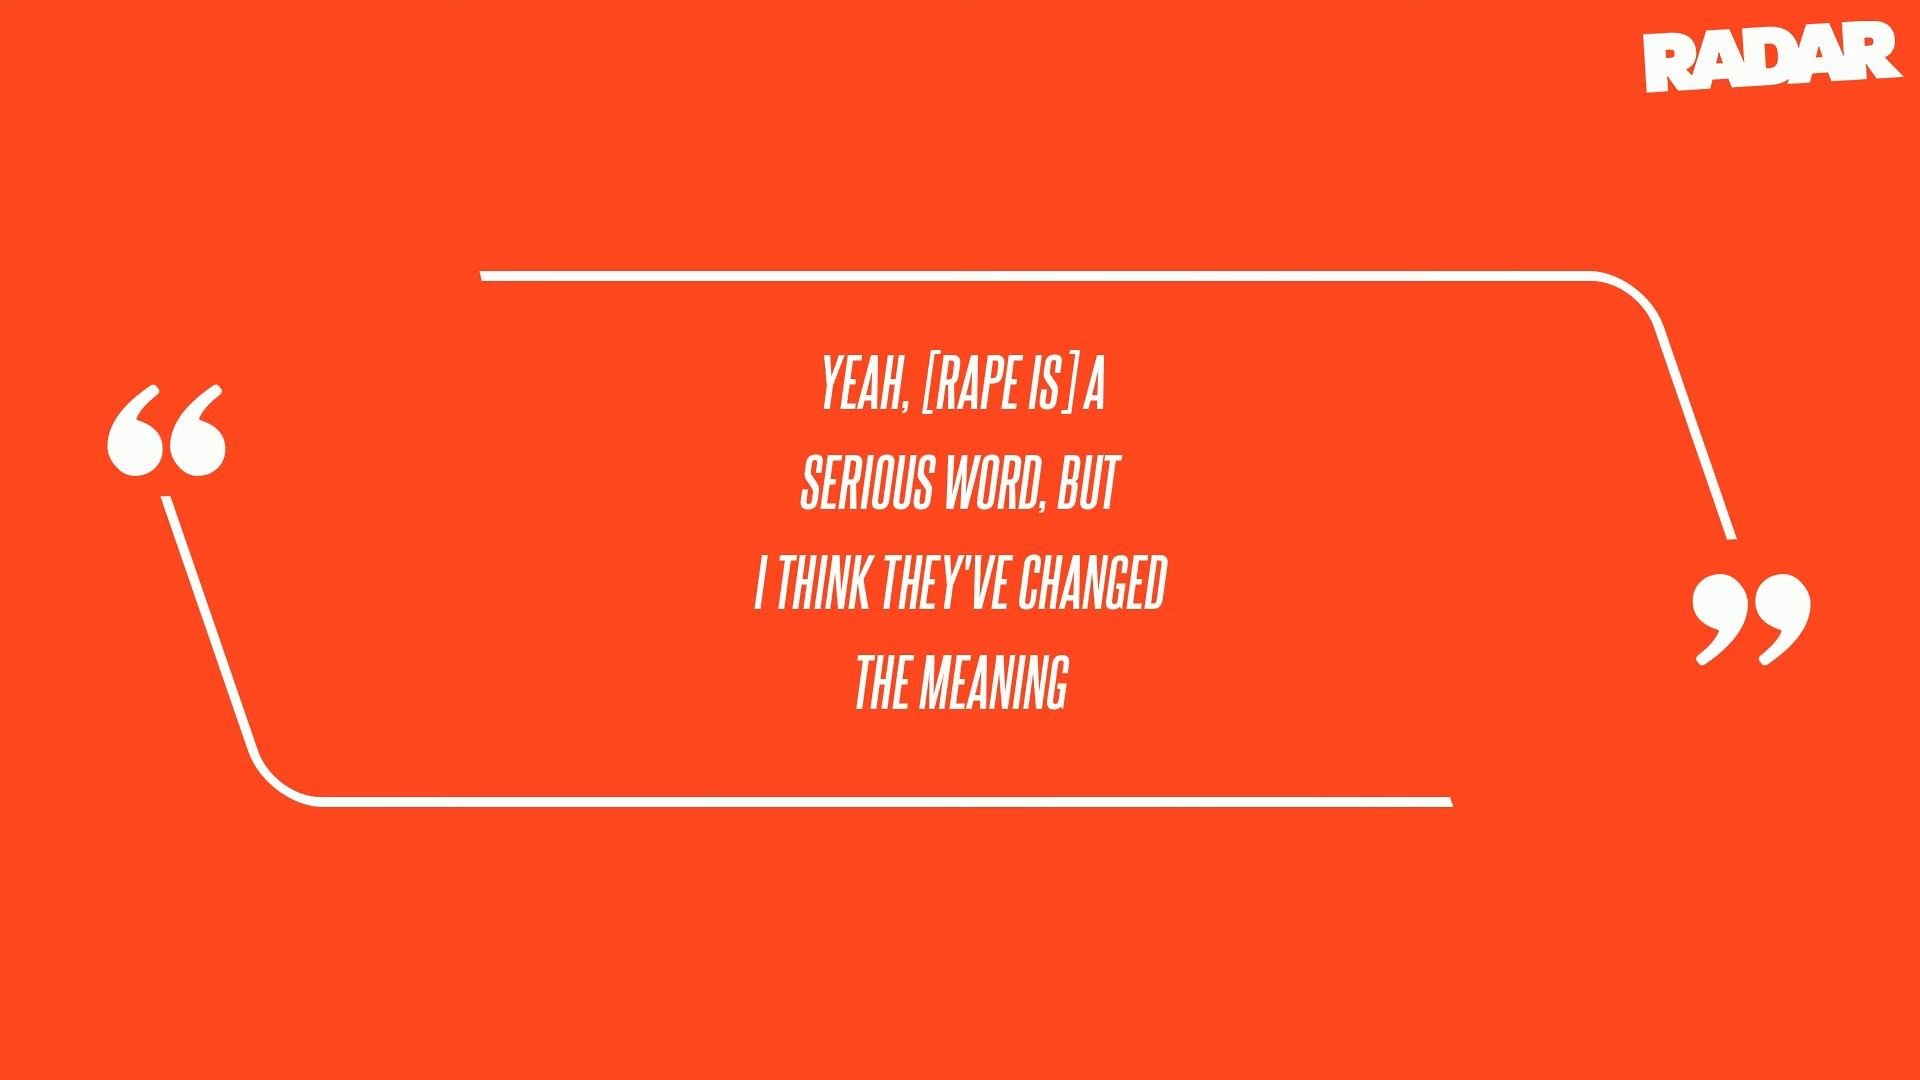 RADAR
YEAH, [RAPE IS] A
SERIOUS WORD, BUT
I THINK THEY'VE CHANGED
THE MEANING